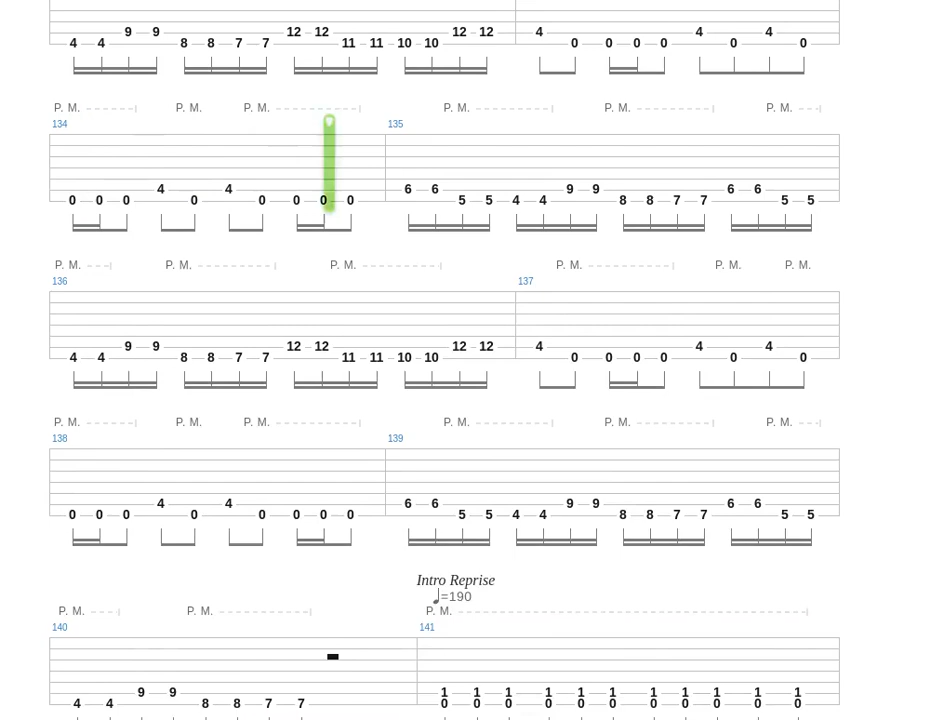 9 9 12 12 12 12 4 4 4
4 4 8 8 7 7 11 11 10 10 0 0 0 0 0 0
P. M. P. M. P. M. P. M. P. M. P. M.
134 135
4 4 6 6 9 9 6 6
0 0 0 0 0 0 0 0 5 5 4 4 8 8 7 7 5 5
P. M. P. M. P. M. P. M. P. M. P. M.
136 137
9 9 12 12 12 12 4 4 4
4 4 8 8 7 7 11 11 10 10 0 0 0 0 0 0
P. M. P. M. P. M. P. M. P. M. P. M.
138 139
4 4 6 6 9 9 6 6
0 0 0 0 0 0 0 0 5 5 4 4 8 8 7 7 5 5
Intro Reprise
♩=190
P. M. P. M. P. M.
140 141
9 9 1 1 1 1 1 1 1 1 1 1 1
4 4 8 8 7 7 0 0 0 0 0 0 0 0 0 0 0